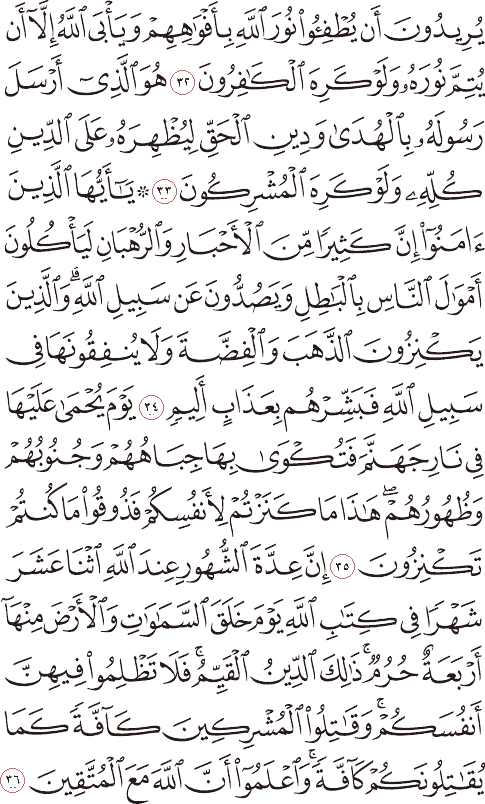 يُرِيدُونَ أَن يُطْفِـُٔوا۟ نُورَ ٱللَّهِ بِأَفْوَٰهِهِمْ وَيَأْبَى ٱللَّهُ إِلَّآ أَن
يُتِمَّ نُورَهُۥ وَلَوْ كَرِهَ ٱلْكَٰفِرُونَ ٣٢ هُوَ ٱلَّذِىٓ أَرْسَلَ
رَسُولَهُۥ بِٱلْهُدَىٰ وَدِينِ ٱلْحَقِّ لِيُظْهِرَهُۥ عَلَى ٱلدِّينِ
كُلِّهِۦ وَلَوْ كَرِهَ ٱلْمُشْرِكُونَ ٣٣ ۞ يَٰٓأَيُّهَا ٱلَّذِينَ
ءَامَنُوٓا۟ إِنَّ كَثِيرًا مِّنَ ٱلْأَحْبَارِ وَٱلرُّهْبَانِ لَيَأْكُلُونَ
أَمْوَٰلَ ٱلنَّاسِ بِٱلْبَٰطِلِ وَيَصُدُّونَ عَن سَبِيلِ ٱللَّهِ ۗ وَٱلَّذِينَ
يَكْنِزُونَ ٱلذَّهَبَ وَٱلْفِضَّةَ وَلَا يُنفِقُونَهَا فِى
سَبِيلِ ٱللَّهِ فَبَشِّرْهُم بِعَذَابٍ أَلِيمٍ ٣٤ يَوْمَ يُحْمَىٰ عَلَيْهَا
فِى نَارِ جَهَنَّمَ فَتُكْوَىٰ بِهَا جِبَاهُهُمْ وَجُنُوبُهُمْ
وَظُهُورُهُمْ ۖ هَٰذَا مَا كَنَزْتُمْ لِأَنفُسِكُمْ فَذُوقُوا۟ مَا كُنتُمْ
تَكْنِزُونَ ٣٥ إِنَّ عِدَّةَ ٱلشُّهُورِ عِندَ ٱللَّهِ ٱثْنَا عَشَرَ
شَهْرًا فِى كِتَٰبِ ٱللَّهِ يَوْمَ خَلَقَ ٱلسَّمَٰوَٰتِ وَٱلْأَرْضَ مِنْهَآ
أَرْبَعَةٌ حُرُمٌ ۚ ذَٰلِكَ ٱلدِّينُ ٱلْقَيِّمُ ۚ فَلَا تَظْلِمُوا۟ فِيهِنَّ
أَنفُسَكُمْ ۚ وَقَٰتِلُوا۟ ٱلْمُشْرِكِينَ كَآفَّةً كَمَا
يُقَٰتِلُونَكُمْ كَآفَّةً ۚ وَٱعْلَمُوٓا۟ أَنَّ ٱللَّهَ مَعَ ٱلْمُتَّقِينَ ٣٦